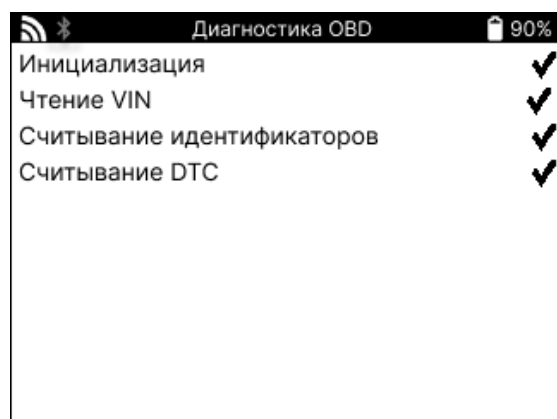 Диагностика OBD 90%
Инициализация
Чтение VIN
Считывание идентификаторов
Считывание DTC